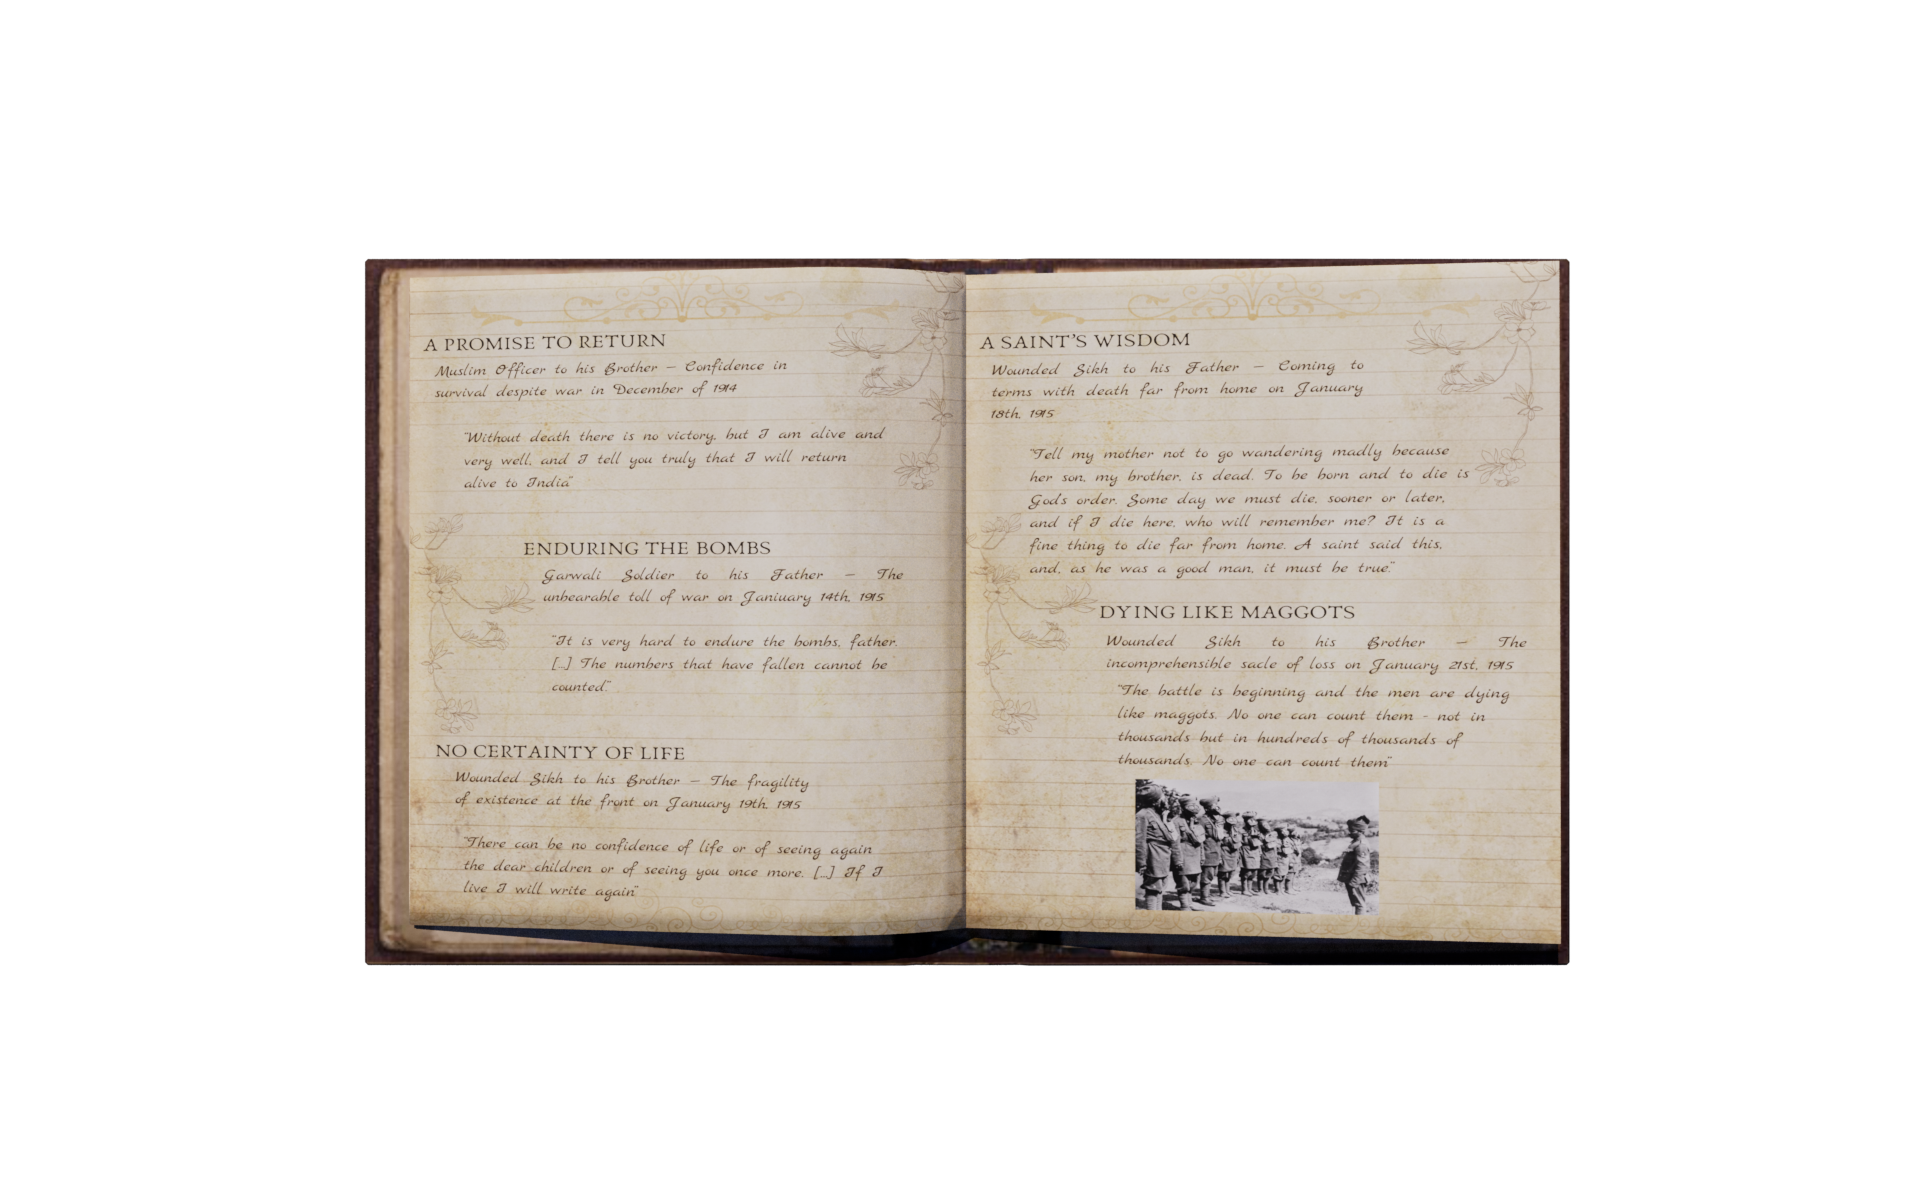 A PROMISE TO RETURN
Muslim Officer to his Brother – Confidence in
survival despite war in December of 1914
"Without death there is no victory, but I am alive and
very well, and I tell you truly that I will return
alive to India"
ENDURING THE BOMBS
Garwali Soldier to his Father – The
unbearable toll of war on Janiuary 14th, 1915
"It is very hard to endure the bombs, father.
[...] The numbers that have fallen cannot be
counted."
NO CERTAINTY OF LIFE
Wounded Sikh to his Brother – The fragility
of existence at the front on January 19th, 1915
"There can be no confidence of life or of seeing again
the dear children or of seeing you once more. [...] If I
live I will write again"
A SAINT'S WISDOM
Wounded Sikh to his Father – Coming to
terms with death far from home on January
18th, 1915
"Tell my mother not to go wandering madly because
her son, my brother, is dead. To be born and to die is
God's order. Some day we must die, sooner or later,
and if I die here, who will remember me? It is a
fine thing to die far from home. A saint said this,
and, as he was a good man, it must be true."
DYING LIKE MAGGOTS
Wounded Sikh to his Brother – The
incomprehensible sacle of loss on January 21st, 1915
"The battle is beginning and the men are dying
like maggots. No one can count them - not in
thousands but in hundreds of thousands of
thousands. No one can count them"